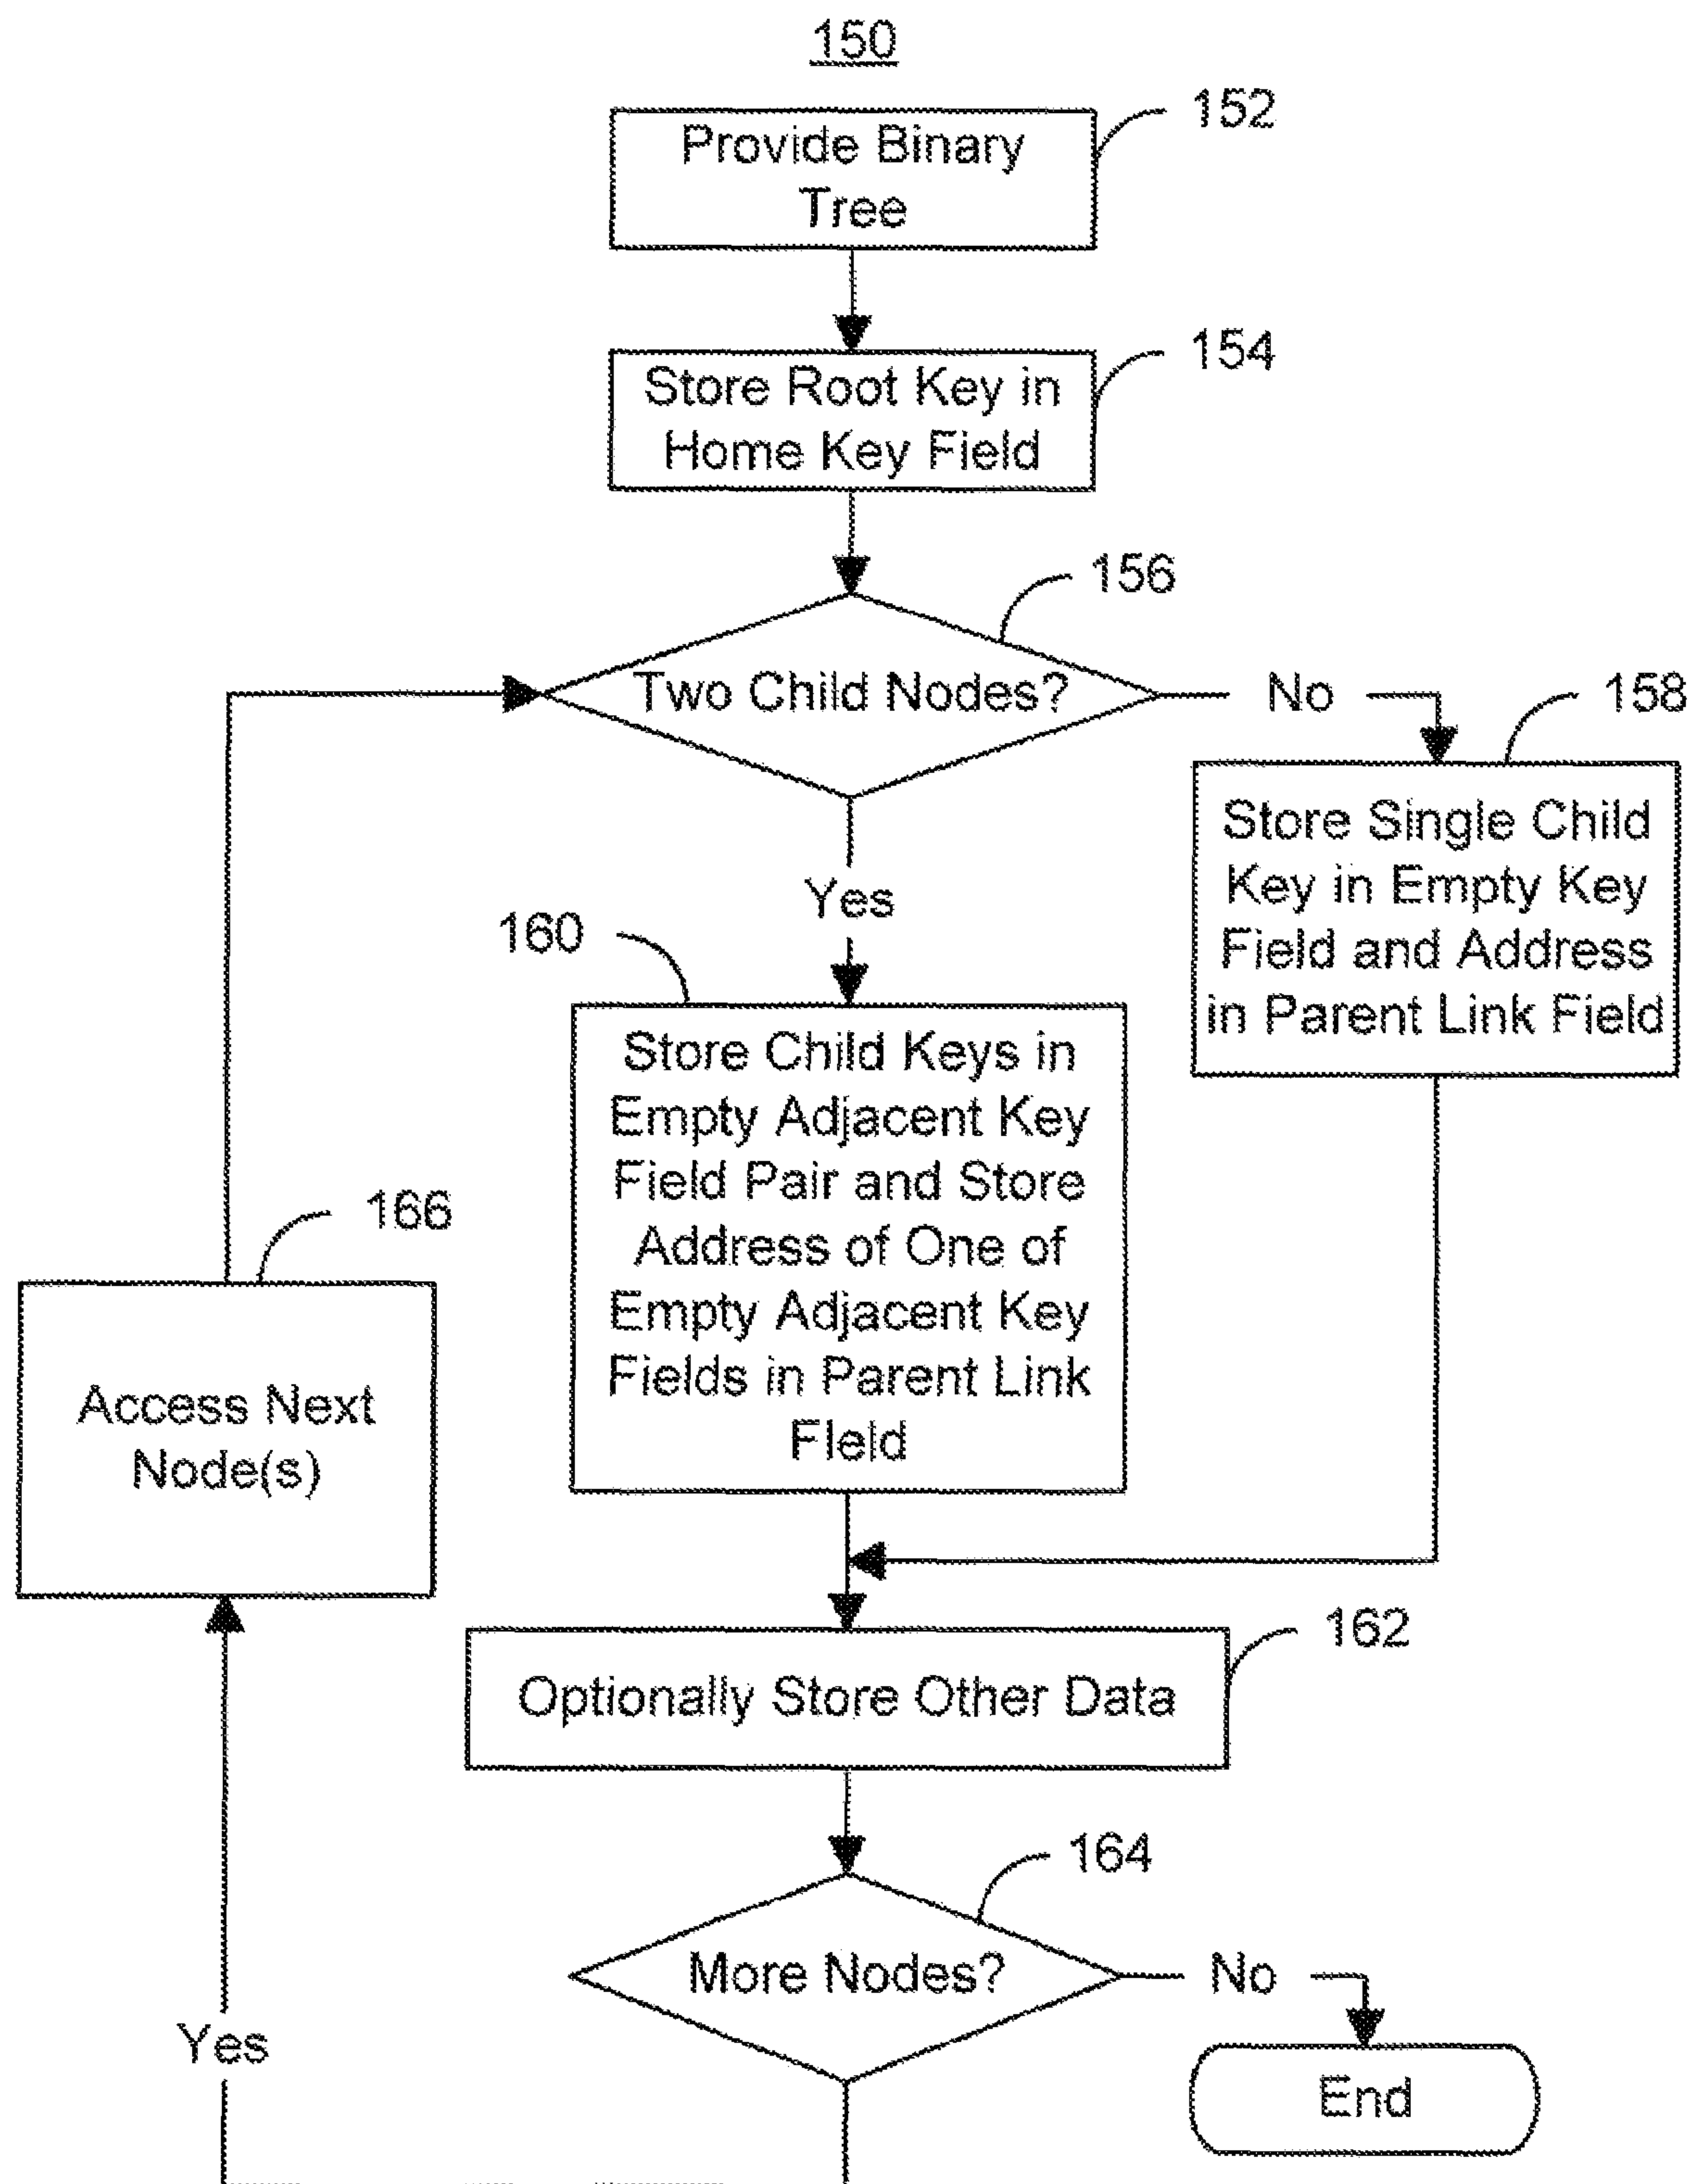 150
152
Provide Binary
Tree
154
Store Root Key in
Home Key Field
156
Two Child Nodes?
No
158
Store Single Child
Key in Empty Key
Field and Address
in Parent Link Field
Yes
160
Store Child Keys in
Empty Adjacent Key
Field Pair and Store
Address of One of
Empty Adjacent Key
Fields in Parent Link
FIeld
166
Access Next
Node(s)
162
Optionally Store Other Data
164
More Nodes?
No
Yes
End